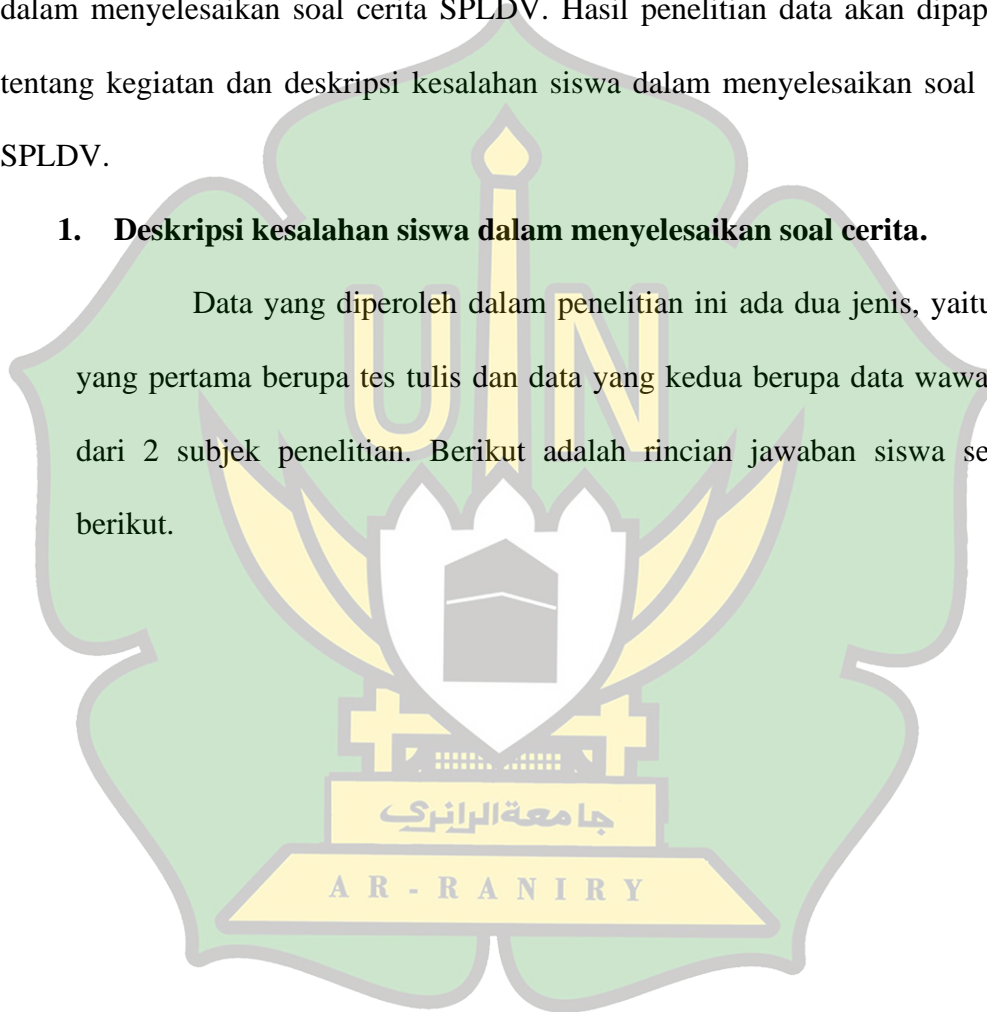 dalam menyelesaikan soal cerita SPLDV. Hasil penelitian data akan dipap
tentang kegiatan dan deskripsi kesalahan siswa dalam menyelesaikan soal
SPLDV.
1. Deskripsi kesalahan siswa dalam menyelesaikan soal cerita.
Data yang diperoleh dalam penelitian ini ada dua jenis, yaitu
yang pertama berupa tes tulis dan data yang kedua berupa data wawa
dari 2 subjek penelitian. Berikut adalah rincian jawaban siswa se
berikut.
UIN
جامعة الرانري
AR-RANIRY